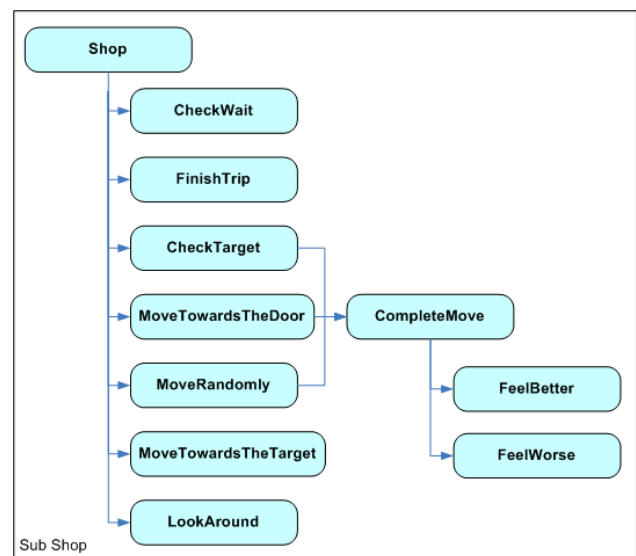 Shop
CheckWait
FinishTrip
CheckTarget
MoveTowardsTheDoor
CompleteMove
MoveRandomly
FeelBetter
MoveTowardsTheTarget
FeelWorse
LookAround
Sub Shop